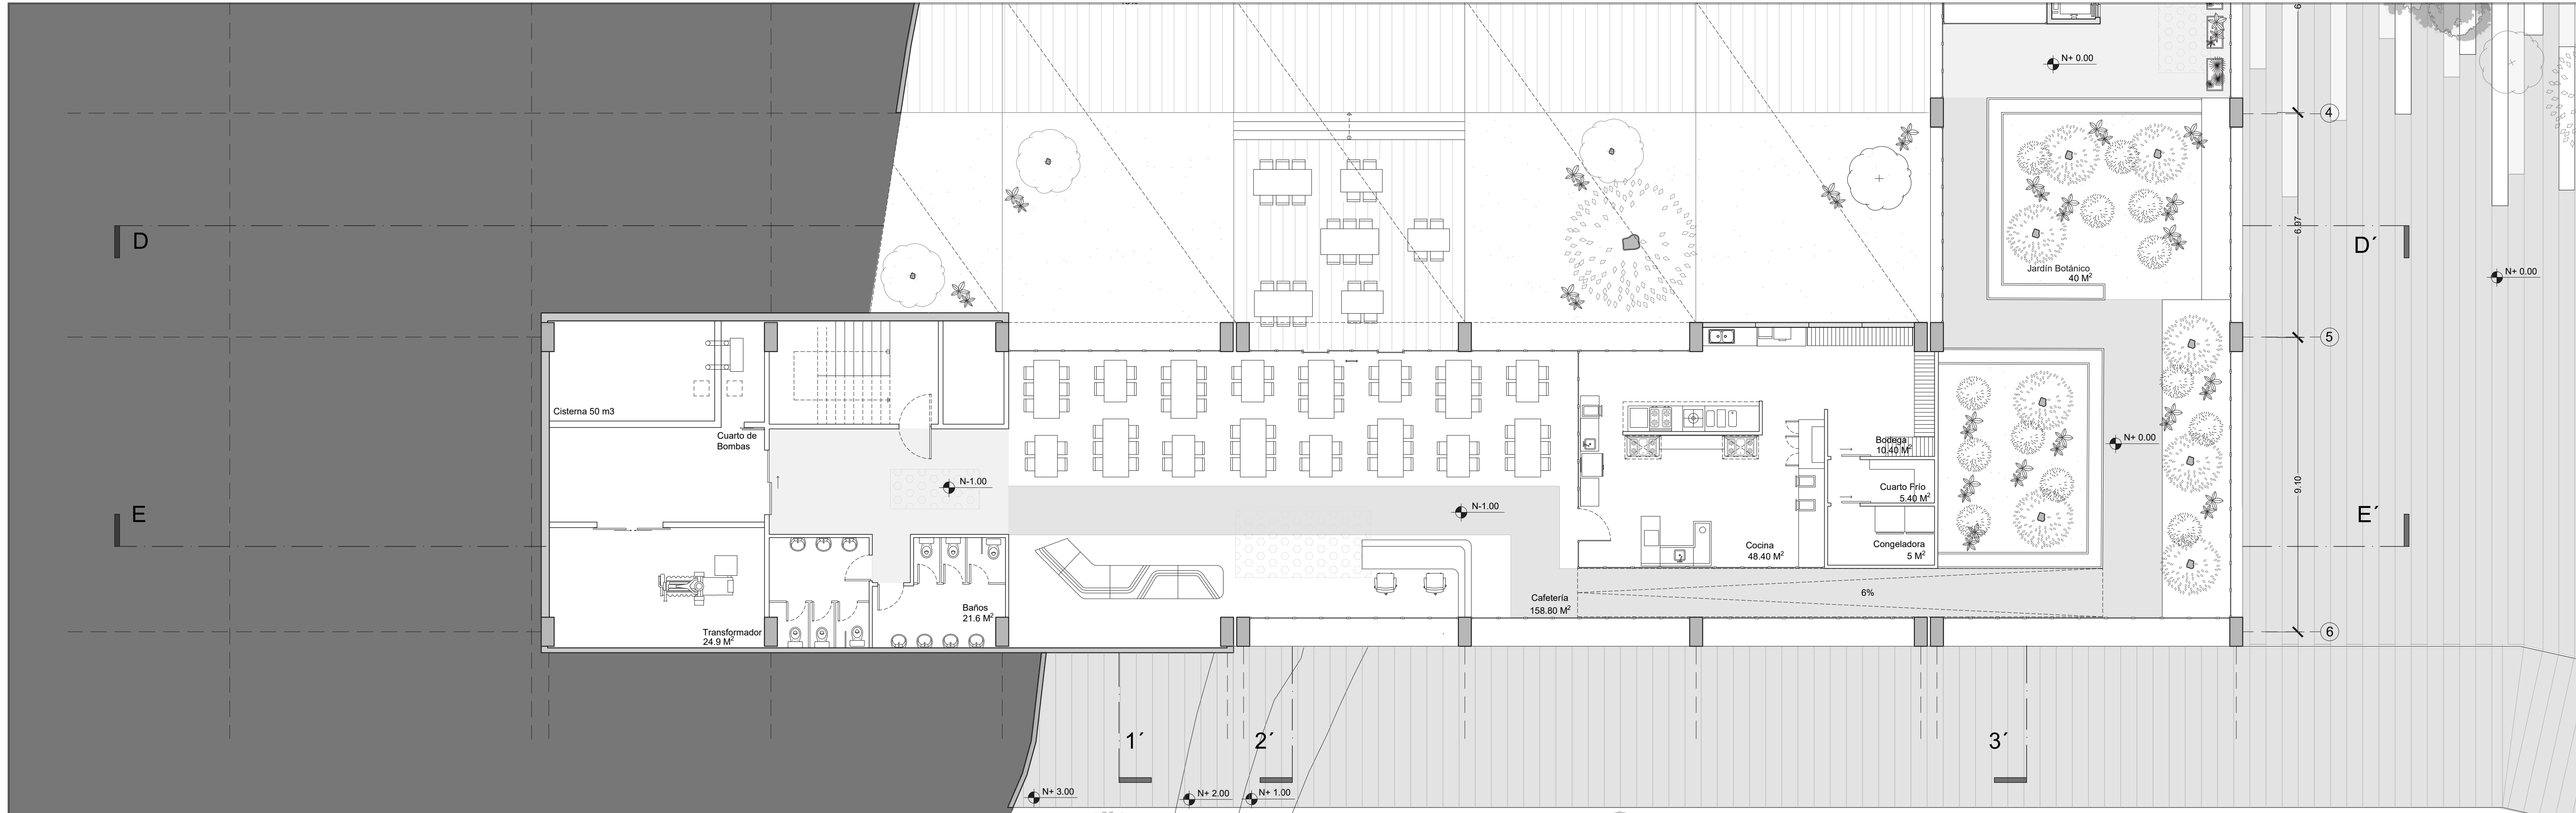 N+ 0.00
4
6.97
D
D´
N+ 0.00
Jardín Botánico
40 M²
5
Cisterna 50 m3
Cuarto de
Bombas
Bodega
10.40 M²
N+ 0.00
N-1.00
Cuarto Frío
5.40 M²
9.10
N-1.00
E
E´
Cocina
48.40 M²
Congeladora
5 M²
6%
Cafetería
158.80 M²
Baños
21.6 M²
Transformador
24.9 M²
6
1´
2´
3´
N+ 3.00
N+ 2.00
N+ 1.00